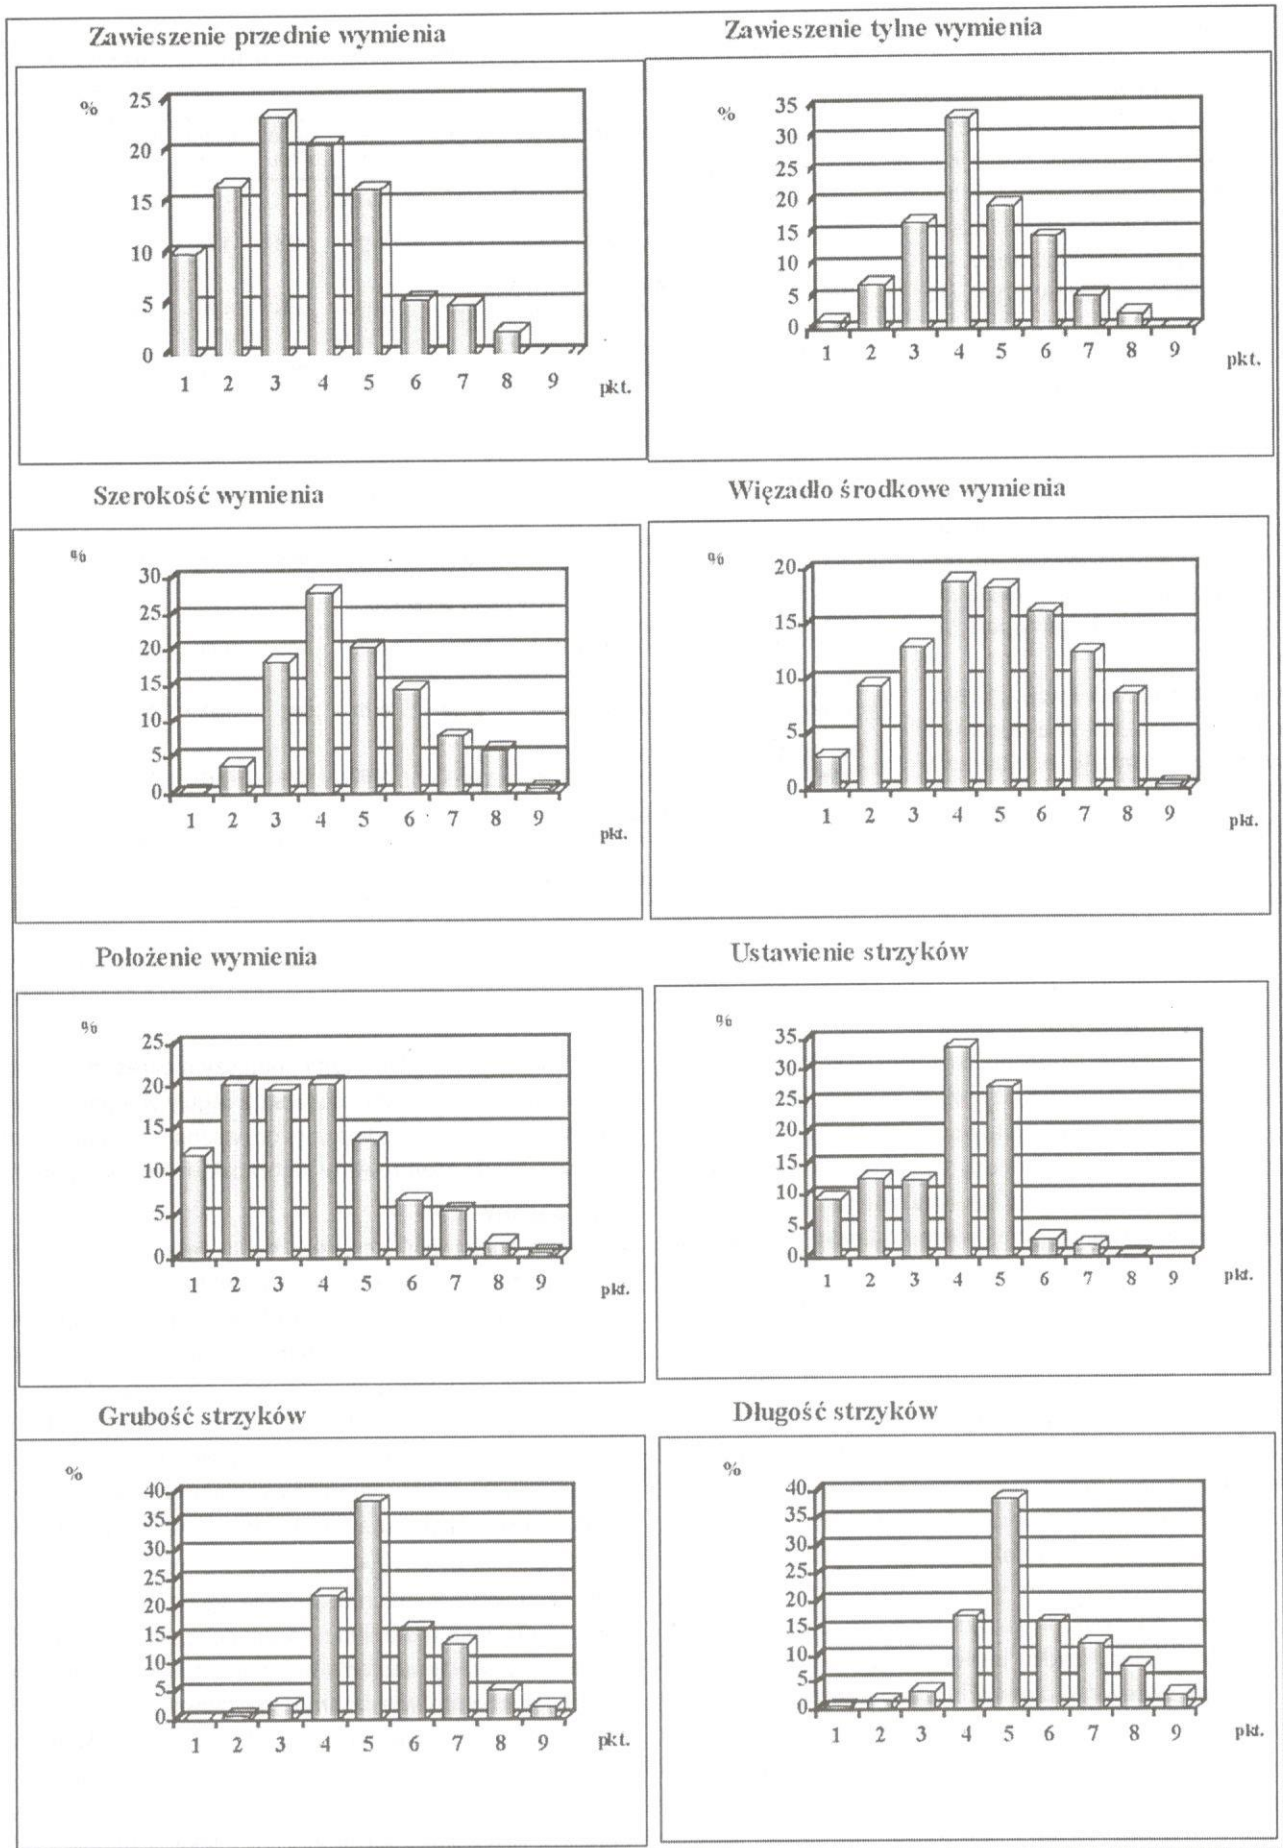 Zawieszenie przednie wymienia
%
25
20
15
10
5
0
1 2 3 4 5 6 7 8 9
pkt.
Zawieszenie tylne wymienia
%
35
30
25
20
15
10
5
0
1 2 3 4 5 6 7 8 9
pkt.
Szerokość wymienia
%
30
25
20
15
10
5
0
1 2 3 4 5 6 7 8 9
pkt.
Więzadło środkowe wymienia
%
20
15
10
5
0
1 2 3 4 5 6 7 8 9
pkt.
Położenie wymienia
%
25
20
15
10
5
0
1 2 3 4 5 6 7 8 9
pkt.
Ustawienie strzyków
%
35
30
25
20
15
10
5
0
1 2 3 4 5 6 7 8 9
pkt.
Grubość strzyków
%
40
35
30
25
20
15
10
5
0
1 2 3 4 5 6 7 8 9
pkt.
Długość strzyków
%
40
35
30
25
20
15
10
5
0
1 2 3 4 5 6 7 8 9
pkt.